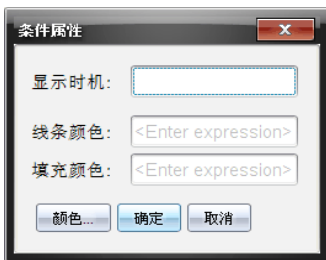 条件属性
显示时机:
线条颜色: <Enter expression>
填充颜色: <Enter expression>
颜色... 确定 取消